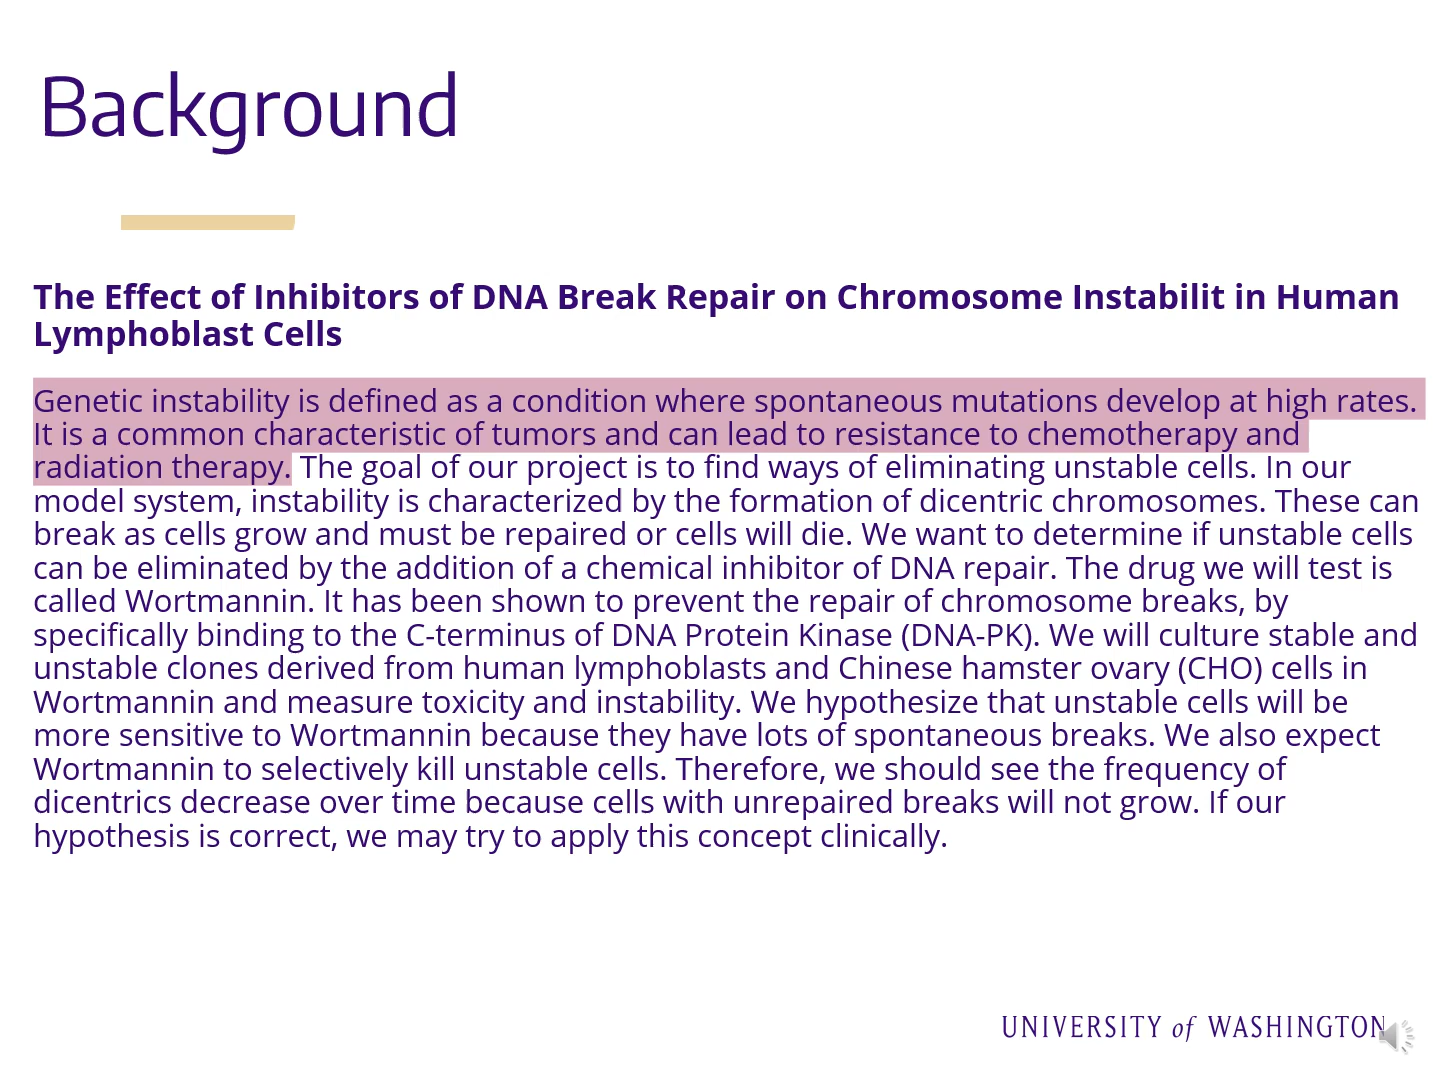 Background
The Effect of Inhibitors of DNA Break Repair on Chromosome Instabilit in Human
Lymphoblast Cells
Genetic instability is defined as a condition where spontaneous mutations develop at high rates.
It is a common characteristic of tumors and can lead to resistance to chemotherapy and
radiation therapy. The goal of our project is to find ways of eliminating unstable cells. In our
model system, instability is characterized by the formation of dicentric chromosomes. These can
break as cells grow and must be repaired or cells will die. We want to determine if unstable cells
can be eliminated by the addition of a chemical inhibitor of DNA repair. The drug we will test is
called Wortmannin. It has been shown to prevent the repair of chromosome breaks, by
specifically binding to the C-terminus of DNA Protein Kinase (DNA-PK). We will culture stable and
unstable clones derived from human lymphoblasts and Chinese hamster ovary (CHO) cells in
Wortmannin and measure toxicity and instability. We hypothesize that unstable cells will be
more sensitive to Wortmannin because they have lots of spontaneous breaks. We also expect
Wortmannin to selectively kill unstable cells. Therefore, we should see the frequency of
dicentrics decrease over time because cells with unrepaired breaks will not grow. If our
hypothesis is correct, we may try to apply this concept clinically.
UNIVERSITY of WASHINGTON